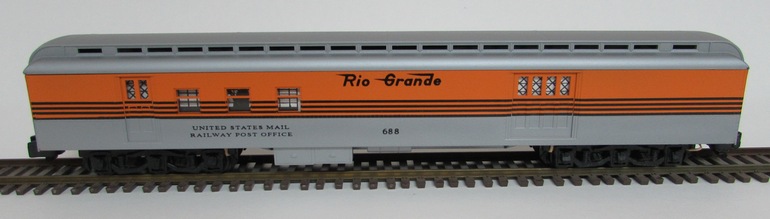 Rio Grande
UNITED STATES MAIL
RAILWAY POST OFFICE
688